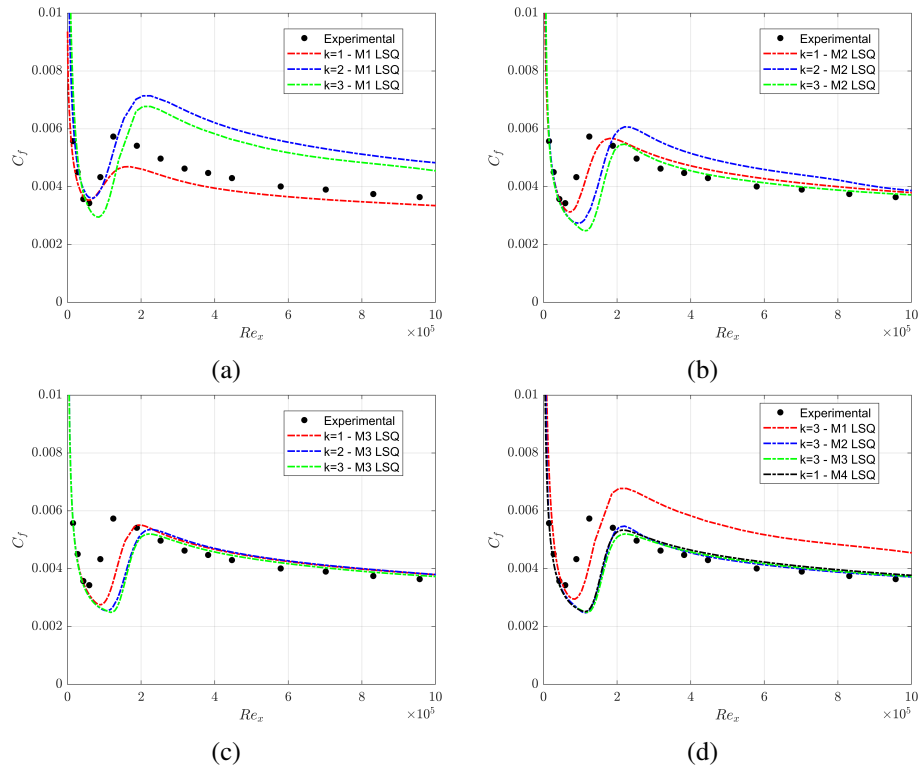 0.01
0.008
0.006
0.004
0.002
0
C_f
Experimental
k=1 - M1 LSQ
k=2 - M1 LSQ
k=3 - M1 LSQ
0 2 4 6 8 10
Re_x
×10^5
(a)
0.01
0.008
0.006
0.004
0.002
0
C_f
Experimental
k=1 - M2 LSQ
k=2 - M2 LSQ
k=3 - M2 LSQ
0 2 4 6 8 10
Re_x
×10^5
(b)
0.01
0.008
0.006
0.004
0.002
0
C_f
Experimental
k=1 - M3 LSQ
k=2 - M3 LSQ
k=3 - M3 LSQ
0 2 4 6 8 10
Re_x
×10^5
(c)
0.01
0.008
0.006
0.004
0.002
0
C_f
Experimental
k=3 - M1 LSQ
k=3 - M2 LSQ
k=3 - M3 LSQ
k=1 - M4 LSQ
0 2 4 6 8 10
Re_x
×10^5
(d)